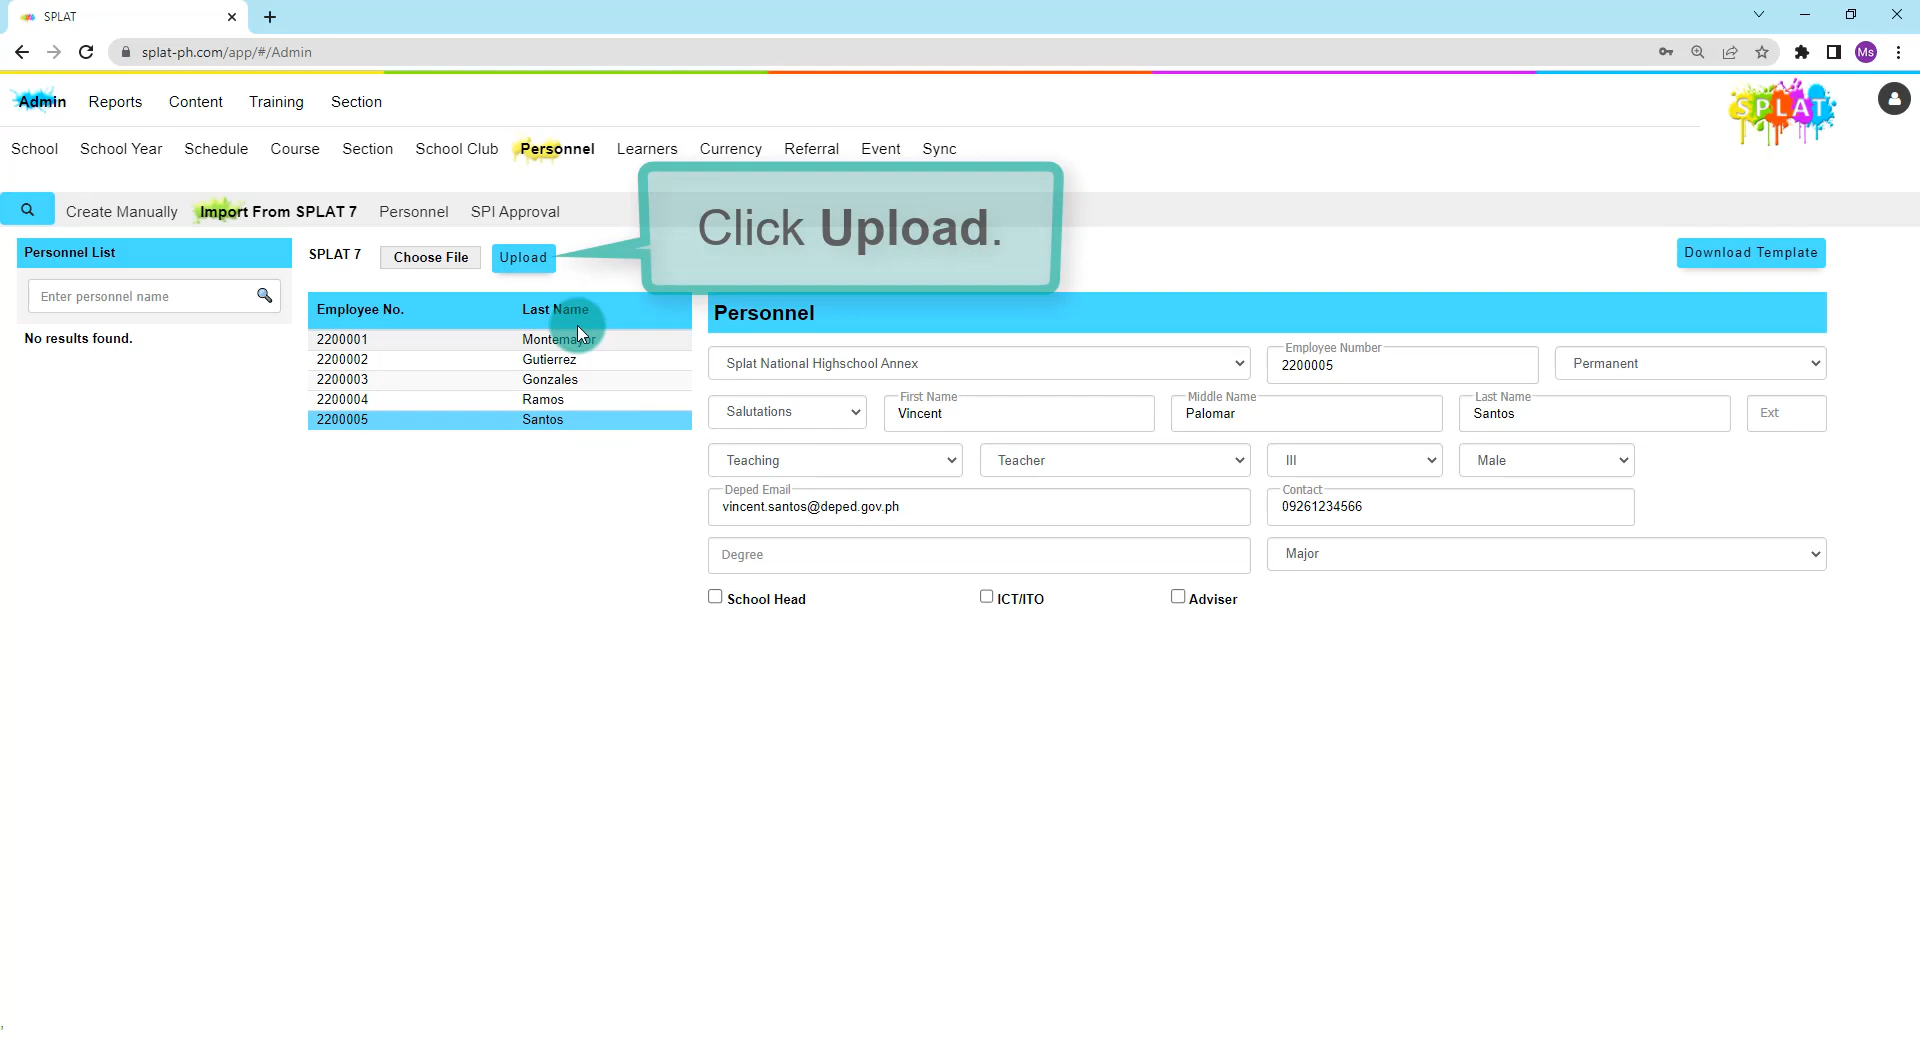 SPLAT
splat-ph.com/app/#/Admin
Ms
Admin Reports Content Training Section
SPLAT
School School Year Schedule Course Section School Club Personnel Learners Currency Referral Event Sync
Create Manually Import From SPLAT 7 Personnel SPI Approval
Click Upload.
Personnel List
SPLAT 7 Choose File Upload
Download Template
Enter personnel name
No results found.
Employee No. Last Name
2200001 Montemayor
2200002 Gutierrez
2200003 Gonzales
2200004 Ramos
2200005 Santos
Personnel
Splat National Highschool Annex
Employee Number
2200005
Permanent
Salutations
First Name
Vincent
Middle Name
Palomar
Last Name
Santos
Ext
Teaching Teacher III Male
Deped Email
vincent.santos@deped.gov.ph
Contact
09261234566
Degree Major
School Head ICT/ITO Adviser
,